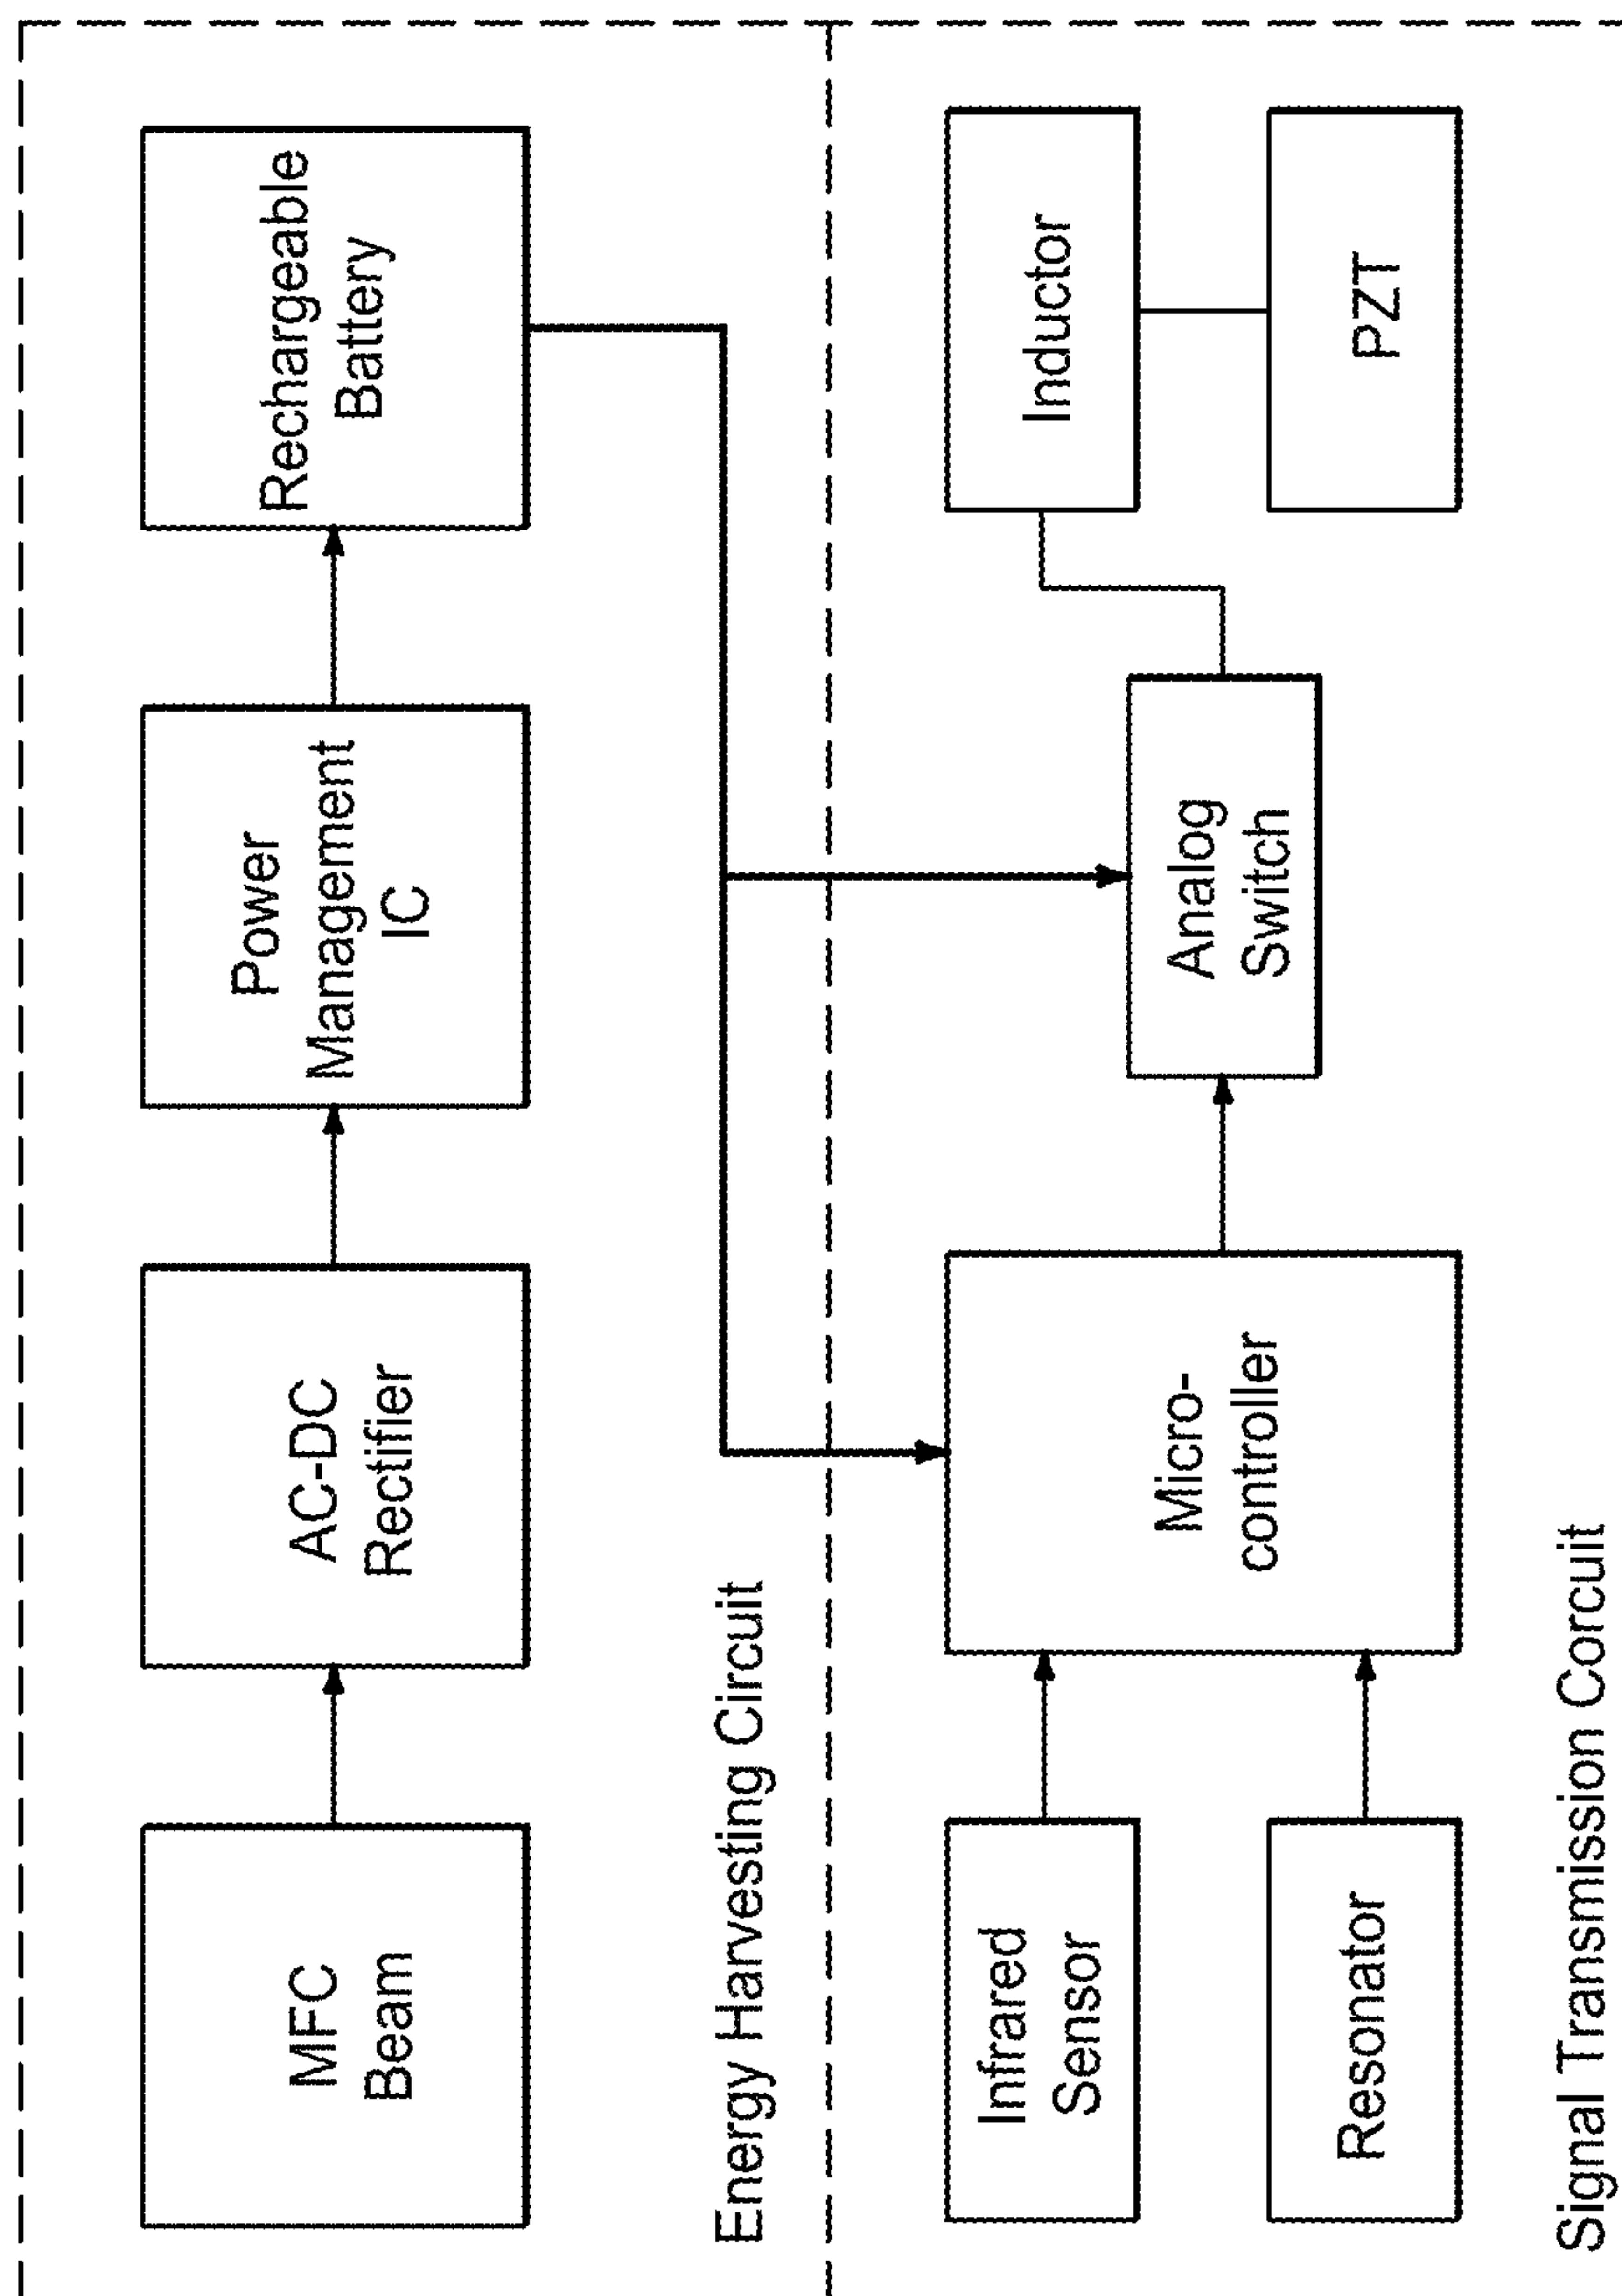 MFC
Beam
AC-DC
Rectifier
Power
Management
IC
Rechargeable
Battery
Energy Harvesting Circuit
Infrared
Sensor
Resonator
Micro-
controller
Analog
Switch
Inductor
PZT
Signal Transmission Corcuit